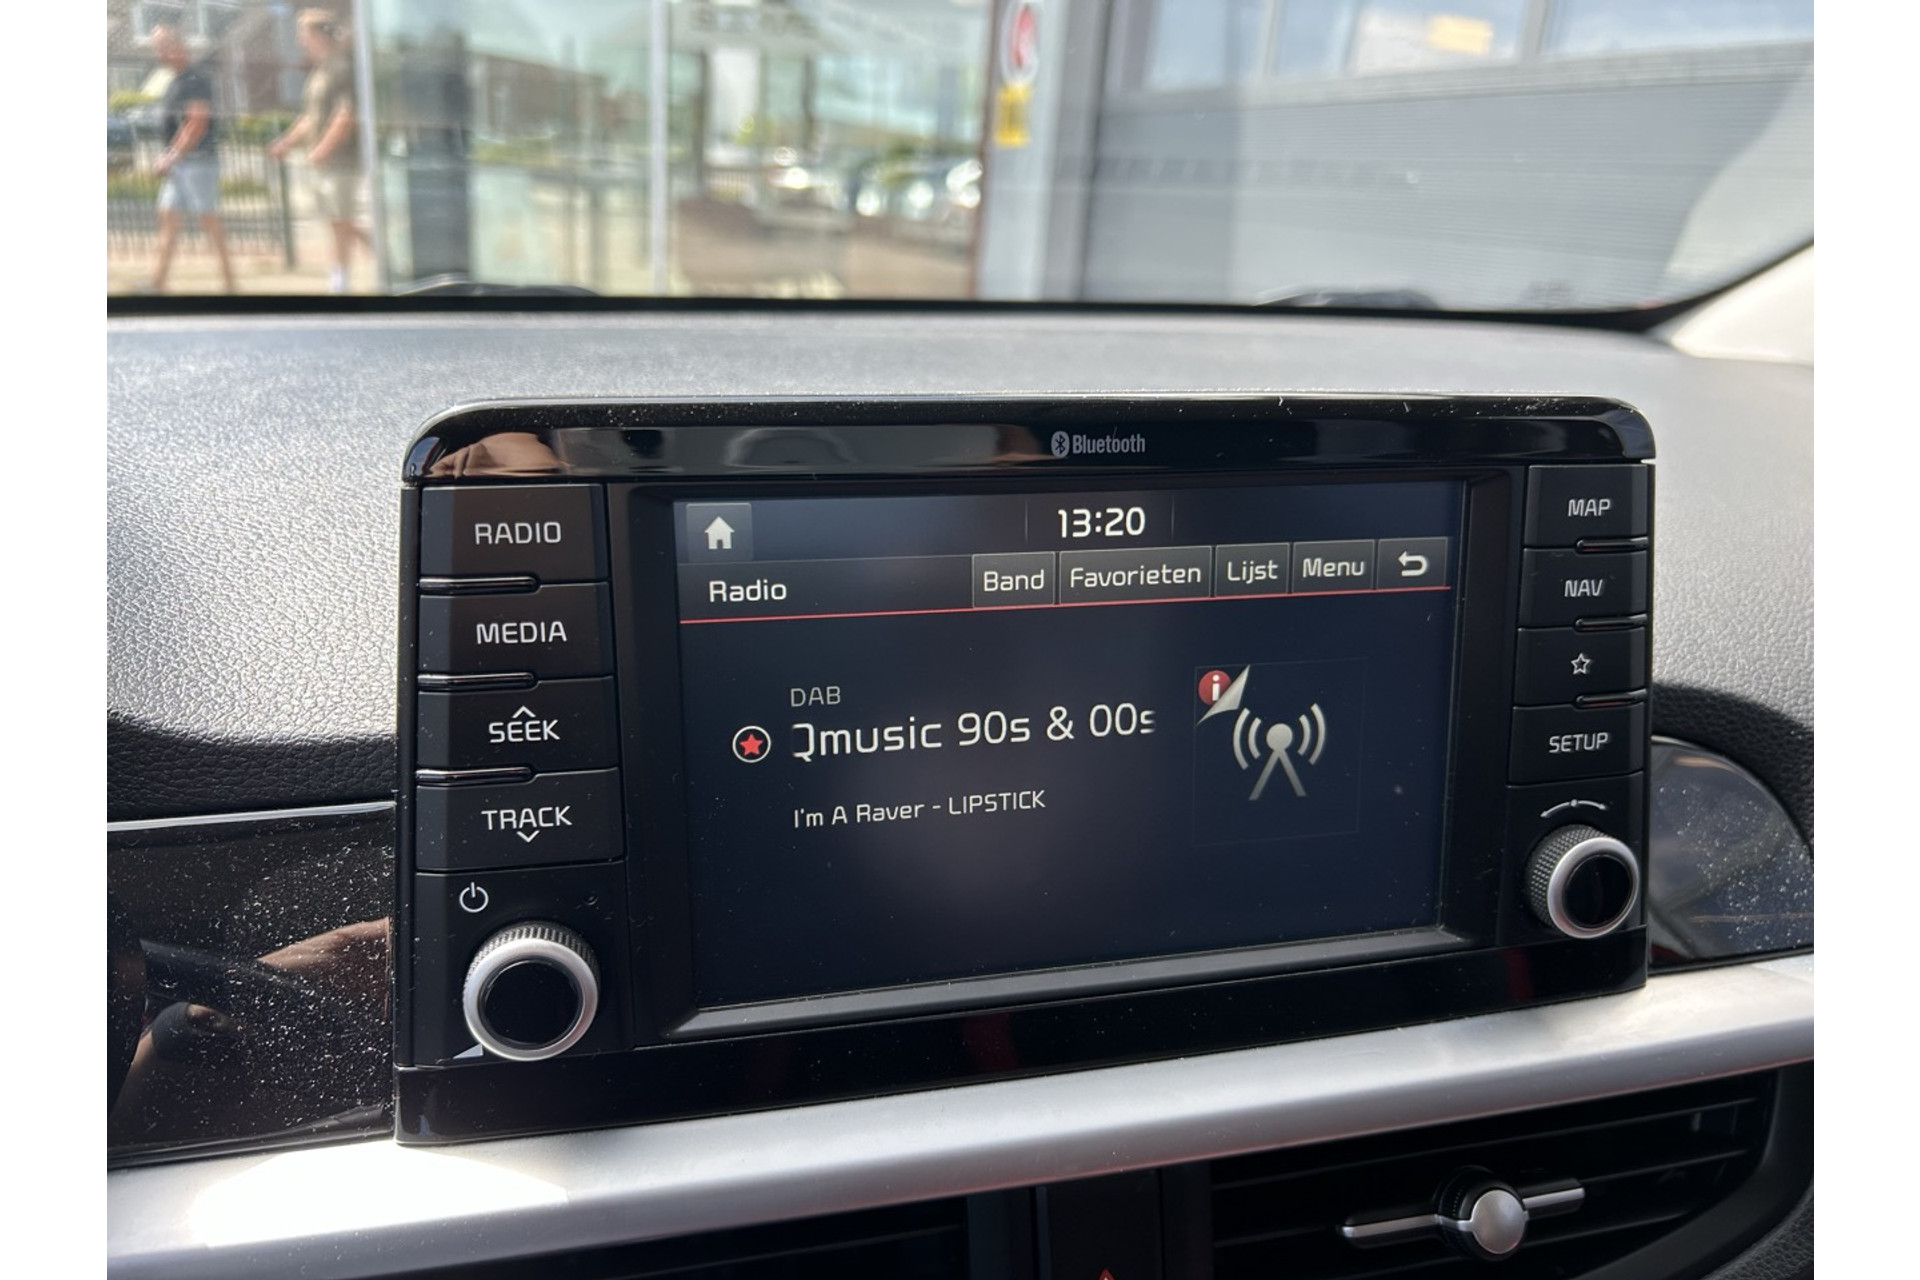 Bluetooth
RADIO
MEDIA
SEEK
TRACK
13:20
Radio
Band
Favorieten
Lijst
Menu
DAB
Qmusic 90s & 00s
I'm A Raver - LIPSTICK
MAP
NAV
SETUP